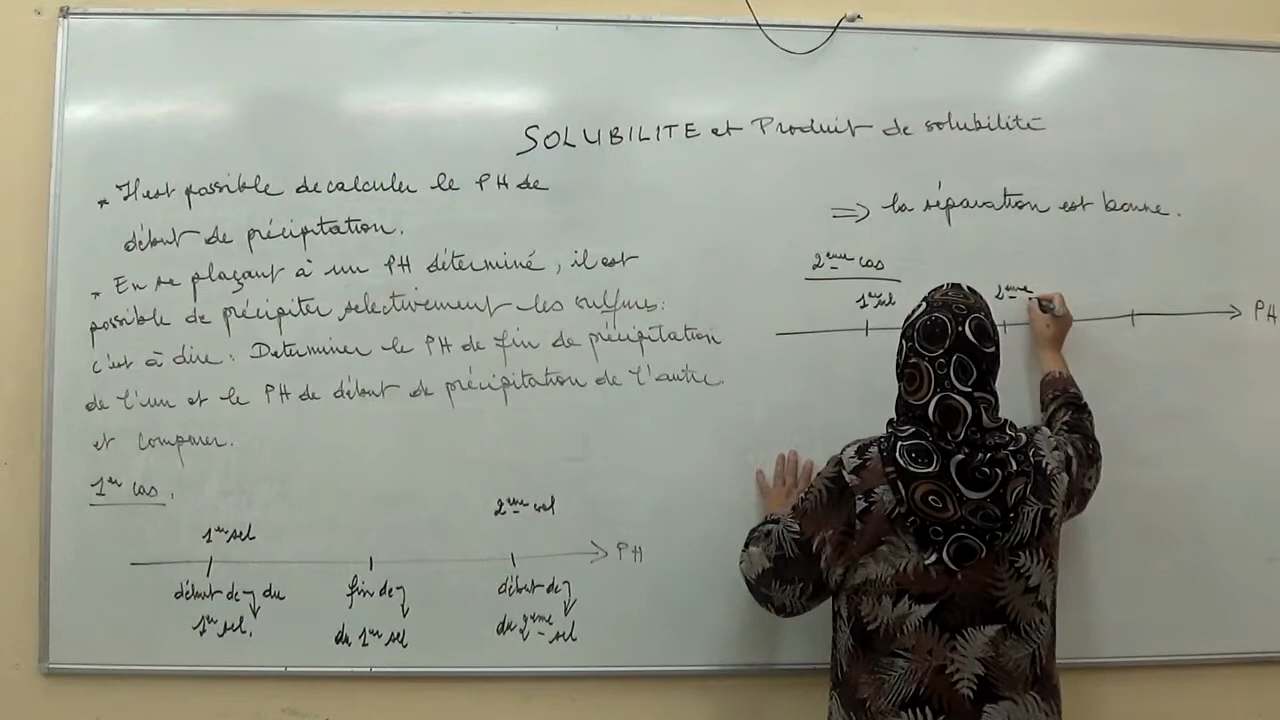 SOLUBILITE et Produit de solubilité
* Il est possible de calculer le PH de
début de précipitation.
* En se plaçant à un PH déterminé, il est
possible de précipiter selectivement les sulfures:
c'est à dire: Determiner le PH de fin de précipitation
de l'un et le PH de début de précipitation de l'autre.
et comparer.
1er cas.
1er sel
2ème sel
PH
début de ↴ du
1er sel.
fin de ↴
du 1er sel
début de ↴
du 2ème sel
=> la séparation est bonne.
2ème cas
1er sel
2ème
PH